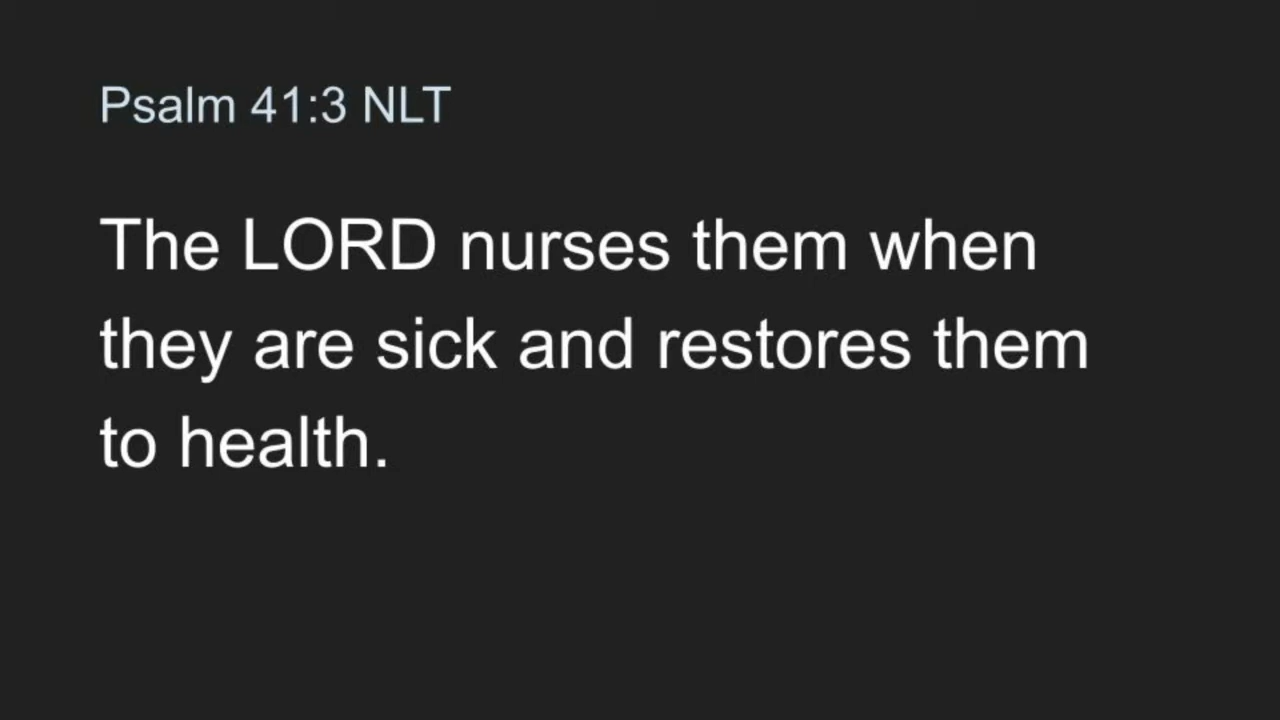 Psalm 41:3 NLT
The LORD nurses them when
they are sick and restores them
to health.